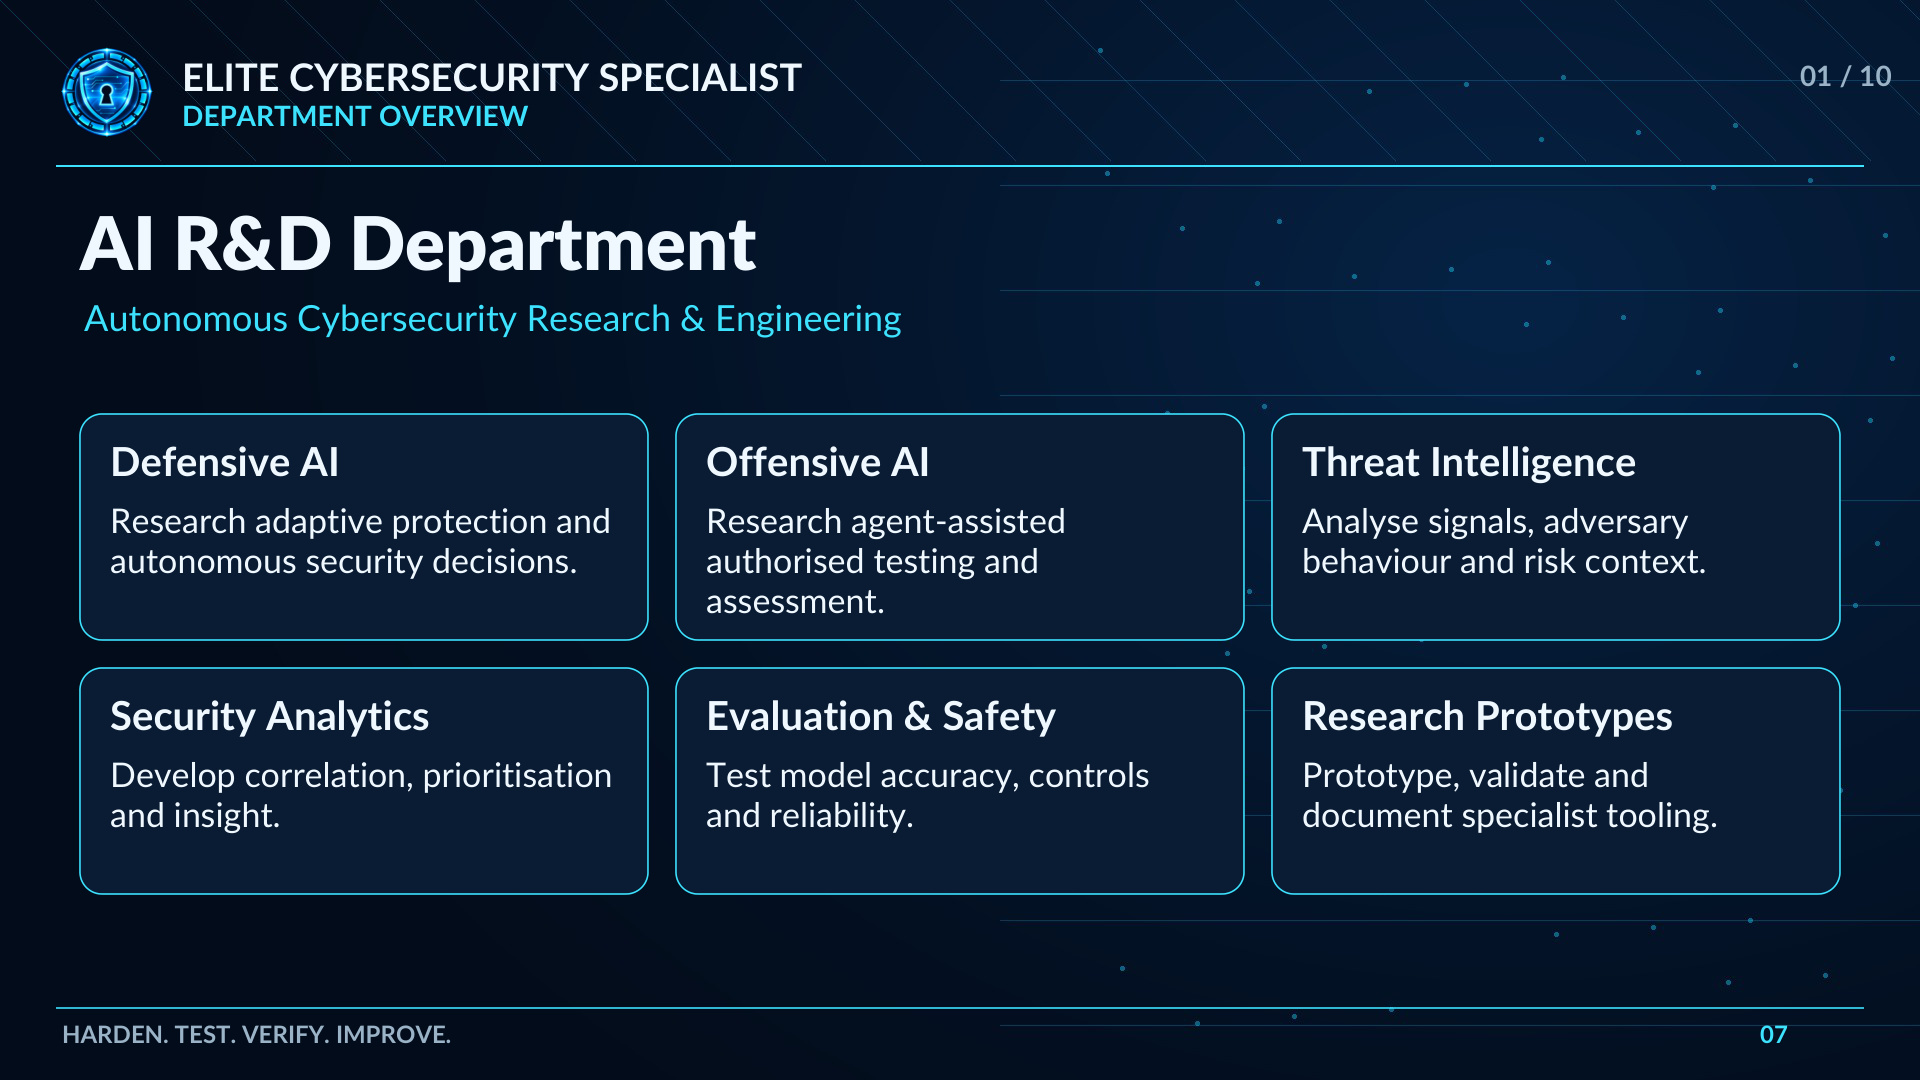 ELITE CYBERSECURITY SPECIALIST
DEPARTMENT OVERVIEW
01 / 10
AI R&D Department
Autonomous Cybersecurity Research & Engineering
Defensive AI
Research adaptive protection and
autonomous security decisions.
Offensive AI
Research agent-assisted
authorised testing and
assessment.
Threat Intelligence
Analyse signals, adversary
behaviour and risk context.
Security Analytics
Develop correlation, prioritisation
and insight.
Evaluation & Safety
Test model accuracy, controls
and reliability.
Research Prototypes
Prototype, validate and
document specialist tooling.
HARDEN. TEST. VERIFY. IMPROVE.
07